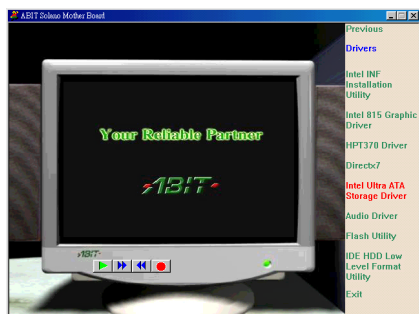 ABIT Solano Mother Board
Previous
Drivers
Intel INF
Installation
Utility
Intel 815 Graphic
Driver
HPT370 Driver
Directx7
Intel Ultra ATA
Storage Driver
Audio Driver
Flash Utility
IDE HDD Low
Level Format
Utility
Exit
Your Reliable Partner
ABIT
ABIT